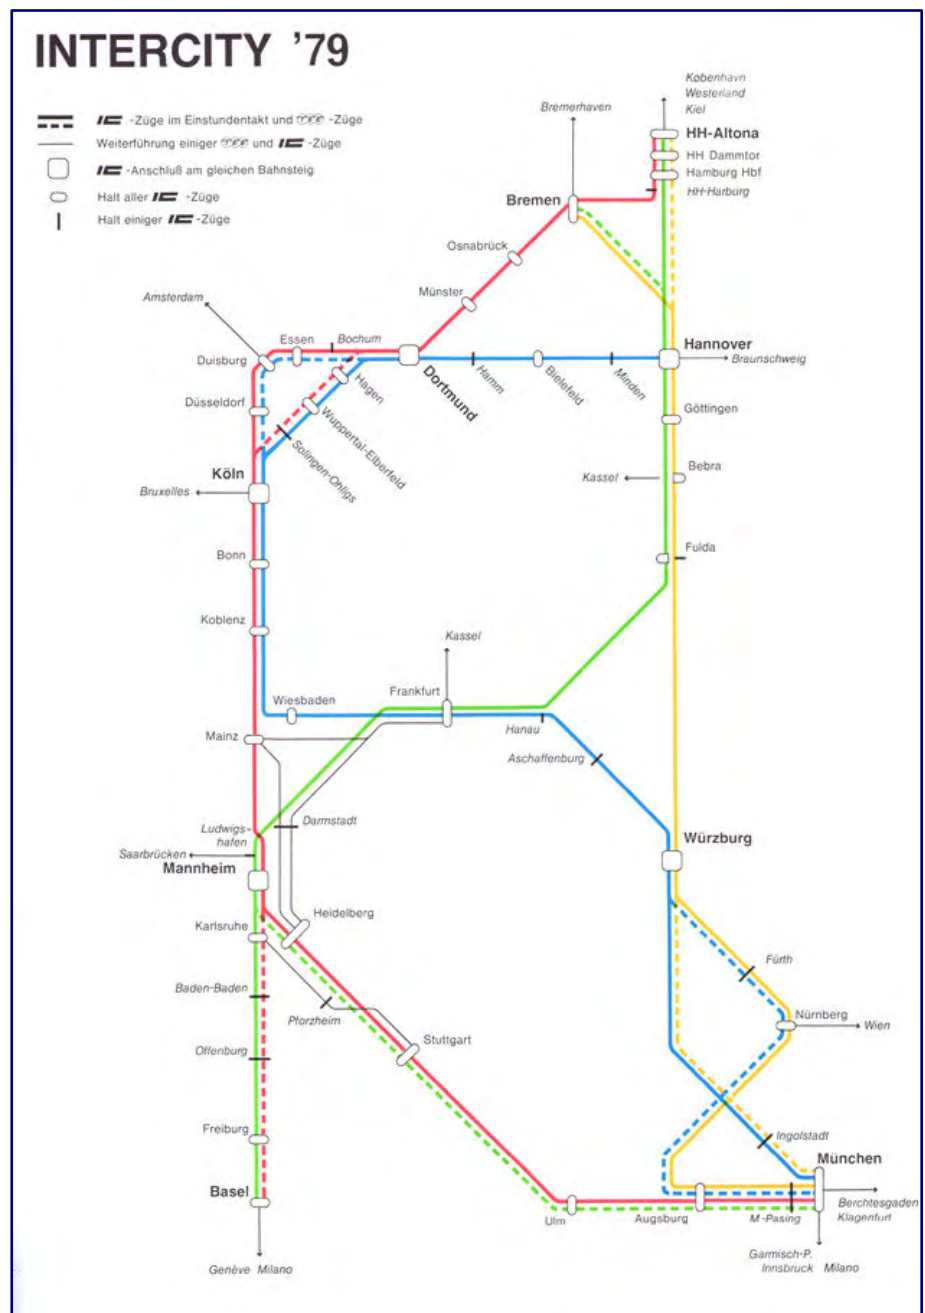 INTERCITY ’79
IC -Züge im Einstundentakt und TEE -Züge
Weiterführung einiger TEE und IC -Züge
IC -Anschluß am gleichen Bahnsteig
Halt aller IC -Züge
Halt einiger IC -Züge
København
Westerland
Kiel
Bremerhaven
HH-Altona
HH Dammtor
Hamburg Hbf
HH-Harburg
Bremen
Osnabrück
Münster
Amsterdam
Essen
Bochum
Duisburg
Hannover
Braunschweig
Dortmund
Hamm
Bielefeld
Minden
Hagen
Düsseldorf
Wuppertal-Elberfeld
Solingen-Ohligs
Göttingen
Köln
Bruxelles
Kassel
Bebra
Bonn
Fulda
Koblenz
Kassel
Frankfurt
Wiesbaden
Hanau
Mainz
Aschaffenburg
Darmstadt
Ludwigs-
hafen
Saarbrücken
Mannheim
Würzburg
Heidelberg
Karlsruhe
Fürth
Baden-Baden
Pforzheim
Nürnberg
Wien
Stuttgart
Offenburg
Freiburg
Ingolstadt
München
Basel
Ulm
Augsburg
M-Pasing
Berchtesgaden
Klagenfurt
Garmisch-P.
Innsbruck
Milano
Genève
Milano